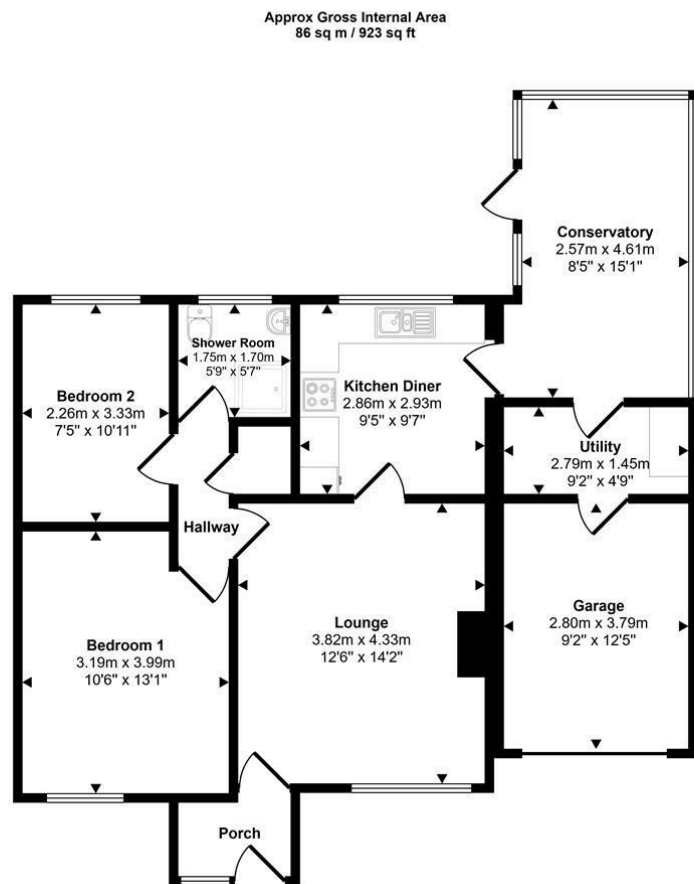 Approx Gross Internal Area
86 sq m / 923 sq ft
Conservatory
2.57m x 4.61m
8'5" x 15'1"
Shower Room
1.75m x 1.70m
5'9" x 5'7"
Bedroom 2
2.26m x 3.33m
7'5" x 10'11"
Kitchen Diner
2.86m x 2.93m
9'5" x 9'7"
Utility
2.79m x 1.45m
9'2" x 4'9"
Hallway
Bedroom 1
3.19m x 3.99m
10'6" x 13'1"
Lounge
3.82m x 4.33m
12'6" x 14'2"
Garage
2.80m x 3.79m
9'2" x 12'5"
Porch